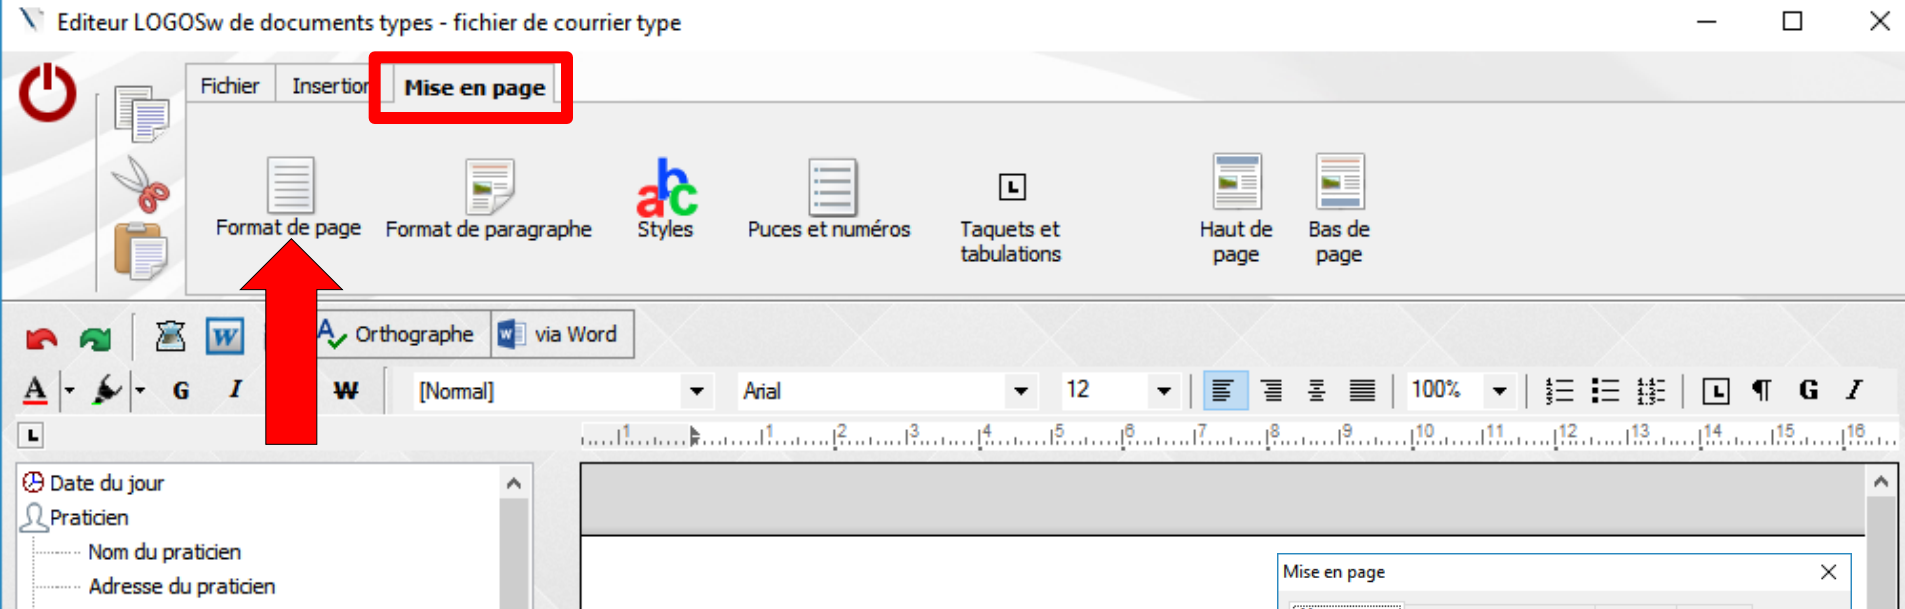 Editeur LOGOSw de documents types - fichier de courrier type
Fichier Insertion Mise en page
Format de page Format de paragraphe abc Styles Puces et numéros L Taquets et tabulations Haut de page Bas de page
W Orthographe W via Word
A G I W [Normal] Arial 12 100% L ¶ G I
L 1 1 2 3 4 5 6 7 8 9 10 11 12 13 14 15 16
Date du jour
Praticien
Nom du praticien
Adresse du praticien
Mise en page